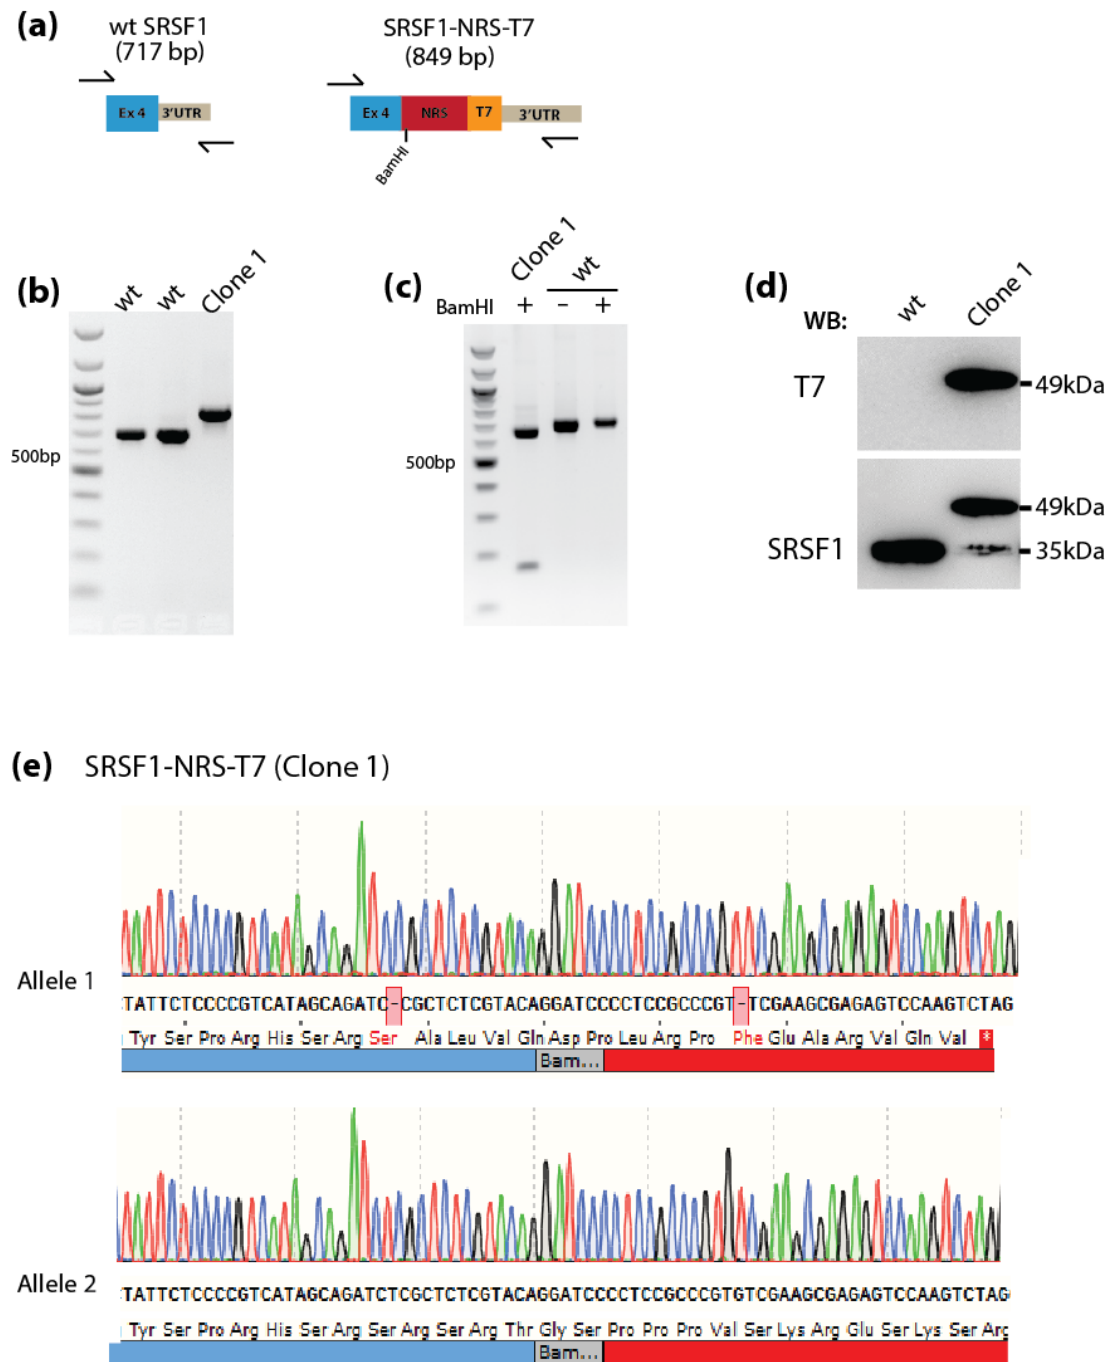 (a)
wt SRSF1
(717 bp)
SRSF1-NRS-T7
(849 bp)
Ex 4
3'UTR
Ex 4
NRS
T7
3'UTR
BamHI
(b)
wt
wt
Clone 1
500bp
(c)
Clone 1
wt
BamHI
+
–
+
500bp
(d)
WB:
wt
Clone 1
T7
49kDa
SRSF1
49kDa
35kDa
(e) SRSF1-NRS-T7 (Clone 1)
Allele 1
TATTCTCCCCGTCATAGCAGATC-CGCTCTCGTACAGGATCCCCTCCGCCCGT-TCGAAGCGAGAGTCCAAGTCTAG
Tyr Ser Pro Arg His Ser Arg Ser Ala Leu Val Gln Asp Pro Leu Arg Pro Phe Glu Ala Arg Val Gln Val *
Bam...
Allele 2
TATTCTCCCCGTCATAGCAGATCTCGCTCTCGTACAGGATCCCCTCCGCCCGTGTCGAAGCGAGAGTCCAAGTCTAG
Tyr Ser Pro Arg His Ser Arg Ser Arg Ser Arg Thr Gly Ser Pro Pro Pro Val Ser Lys Arg Glu Ser Lys Ser Arg
Bam...